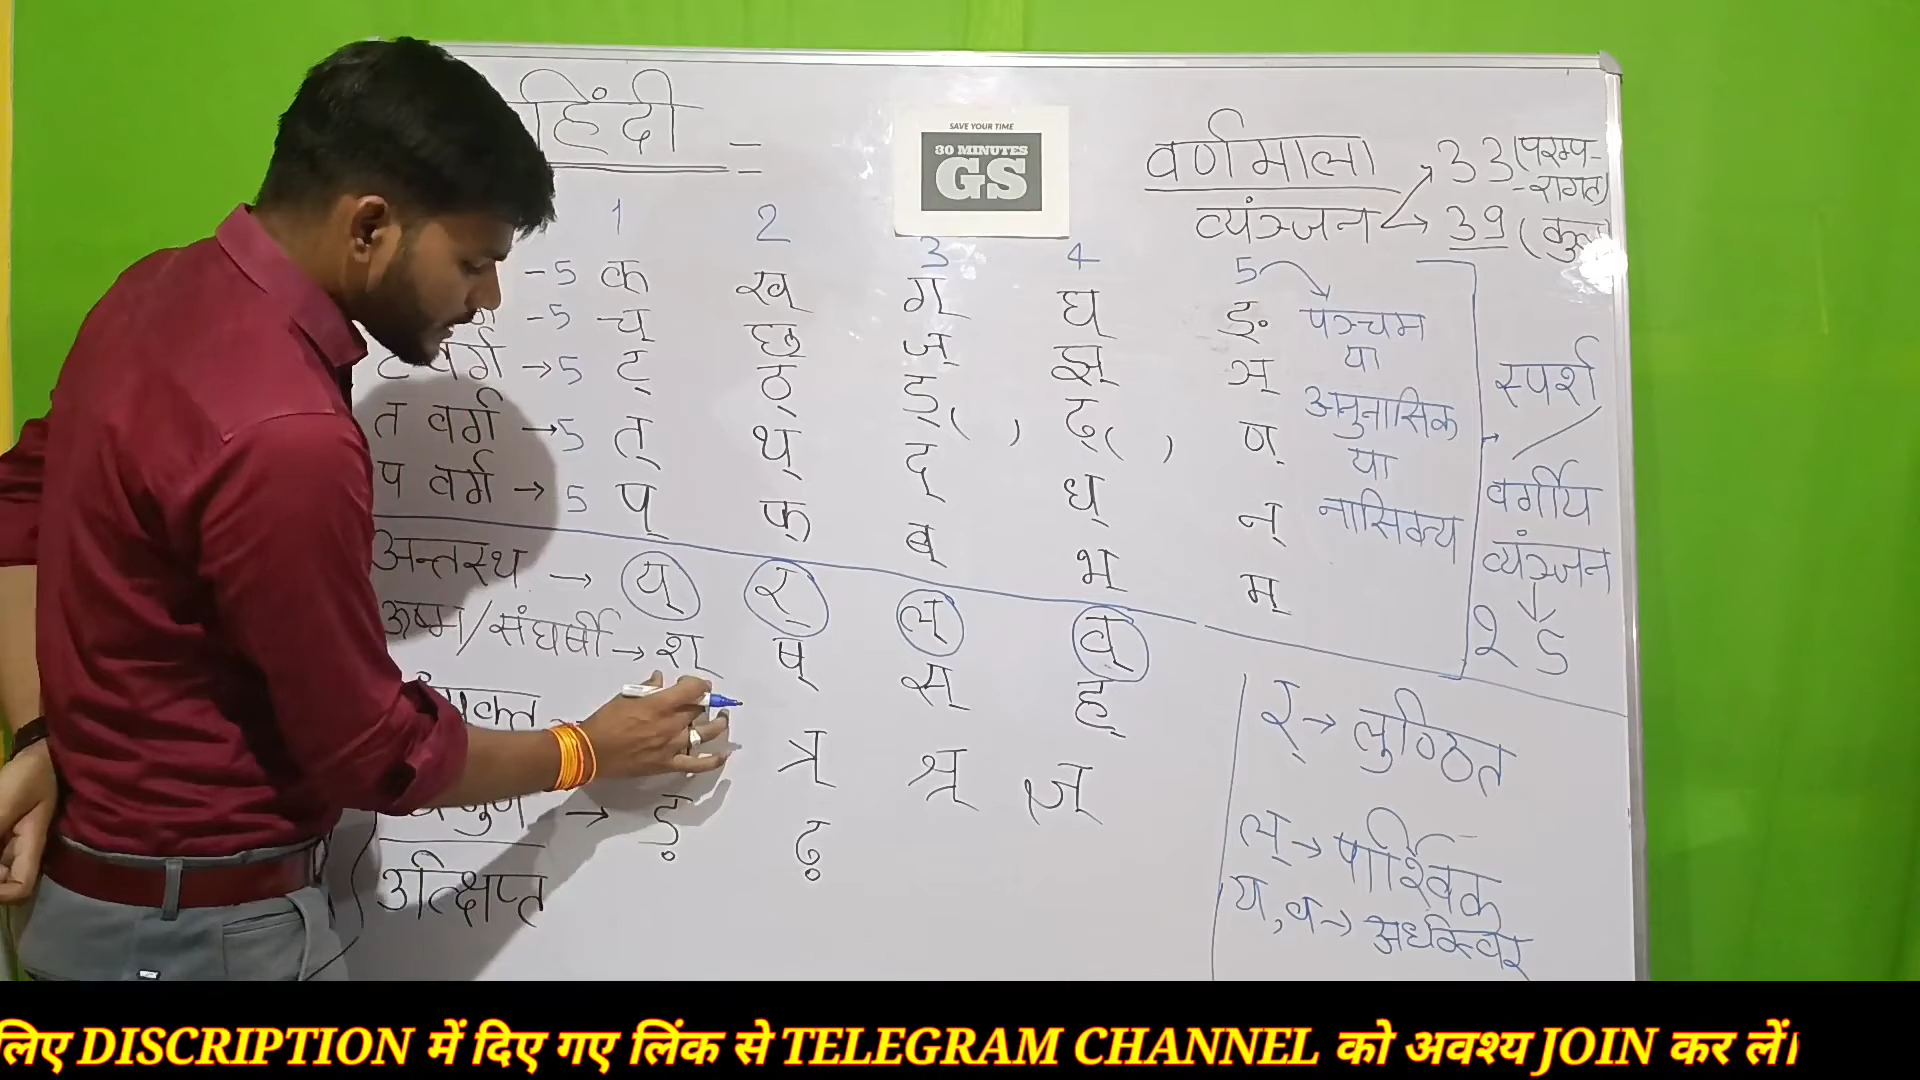 हिंदी
SAVE YOUR TIME
30 MINUTES
GS
वर्णमाला → 33 (परम्प-
-रागत)
व्यंञ्जन → 39 (कुल)
1 2 3 4 5
-5 क ख ग घ ङ
-5 च् छ ज् झ् ञ्
ट वर्ग →5 ट् ठ् ड्( ) ढ्( ) ण्
त वर्ग →5 त् थ् द् ध् न्
प वर्ग → 5 प् फ् ब् भ् म्
पंञ्चम
या
अनुनासिक
या
नासिक्य
स्पर्श
वर्गीय
व्यंञ्जन
25
अन्तस्थ → य् र ल् व्
ऊष्म/संघर्षी → श् ष् स् ह्
त्र् श्र् ज्
→ ड़ ढ़
उत्क्षिप्त
र् → लुण्ठित
ल् → पार्श्विक
य, व → अर्धस्वर
लिए DISCRIPTION में दिए गए लिंक से TELEGRAM CHANNEL को अवश्य JOIN कर लें।